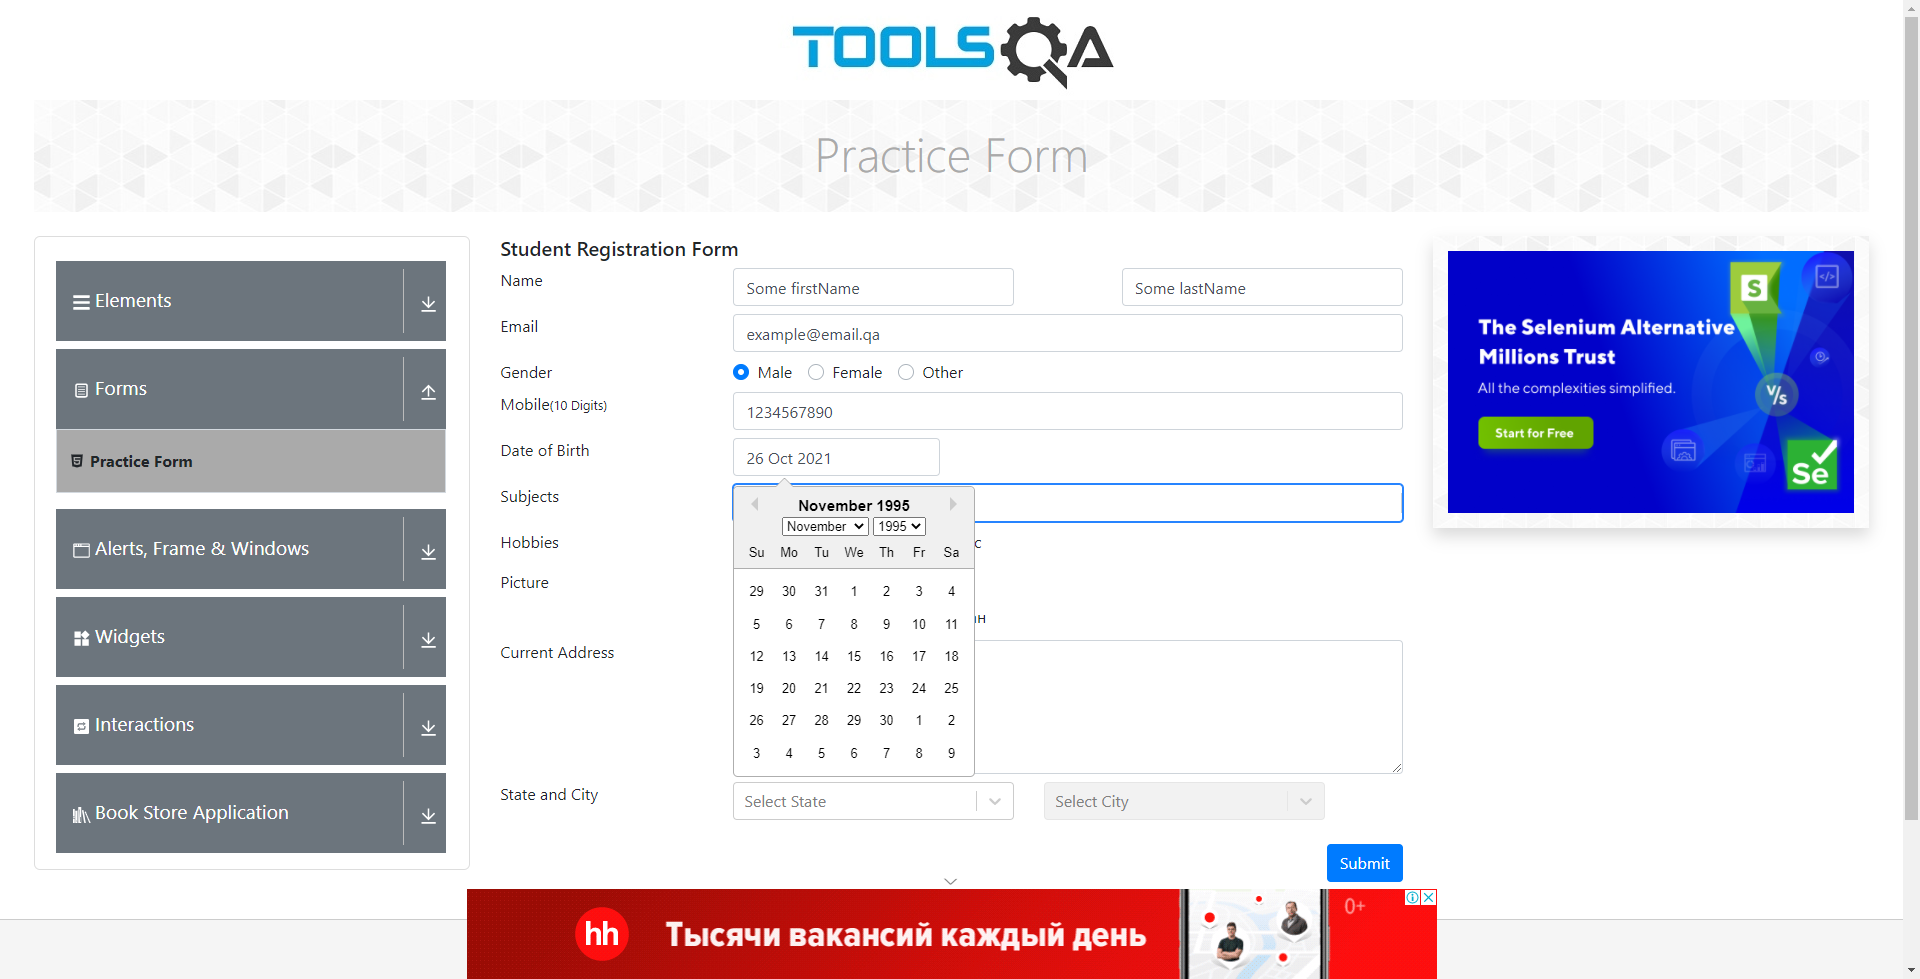 TOOLSQA
Practice Form
Elements
Forms
Practice Form
Alerts, Frame & Windows
Widgets
Interactions
Book Store Application
Student Registration Form
Name
Some firstName
Some lastName
Email
example@email.qa
Gender
Male
Female
Other
Mobile(10 Digits)
1234567890
Date of Birth
26 Oct 2021
Subjects
November 1995
November 1995
Su Mo Tu We Th Fr Sa
29 30 31 1 2 3 4
5 6 7 8 9 10 11
12 13 14 15 16 17 18
19 20 21 22 23 24 25
26 27 28 29 30 1 2
3 4 5 6 7 8 9
Hobbies
с
Picture
н
Current Address
State and City
Select State
Select City
Submit
S
The Selenium Alternative
Millions Trust
All the complexities simplified.
Start for Free
V/s
Se
hh
Тысячи вакансий каждый день
0+